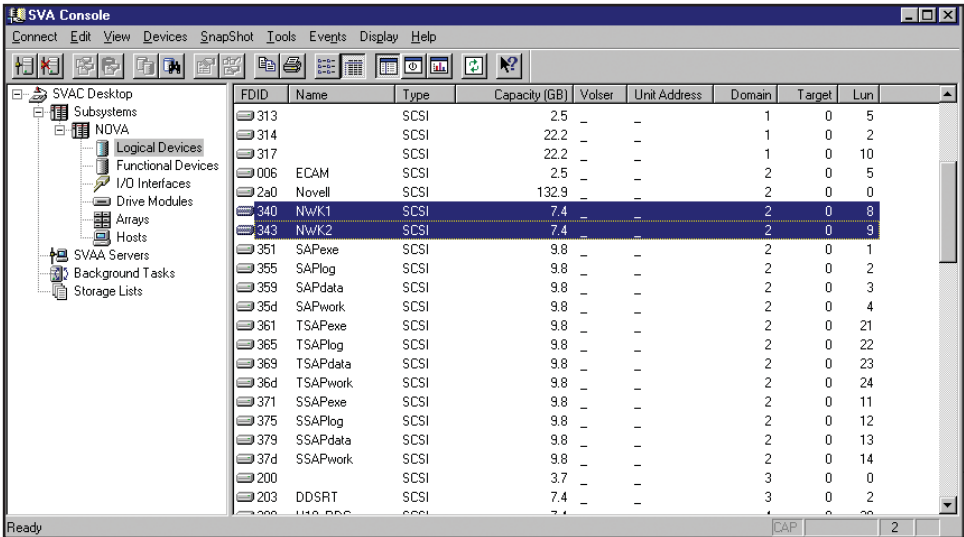 SVA Console
Connect Edit View Devices SnapShot Tools Events Display Help
SVAC Desktop
Subsystems
NOVA
Logical Devices
Functional Devices
I/O Interfaces
Drive Modules
Arrays
Hosts
SVAA Servers
Background Tasks
Storage Lists
FDID Name Type Capacity (GB) Volser Unit Address Domain Target Lun
313 SCSI 2.5 _ _ 1 0 5
314 SCSI 22.2 _ _ 1 0 2
317 SCSI 22.2 _ _ 1 0 10
006 ECAM SCSI 2.5 _ _ 2 0 5
2a0 Novell SCSI 132.9 _ _ 2 0 0
340 NWK1 SCSI 7.4 _ _ 2 0 8
343 NWK2 SCSI 7.4 _ _ 2 0 9
351 SAPexe SCSI 9.8 _ _ 2 0 1
355 SAPlog SCSI 9.8 _ _ 2 0 2
359 SAPdata SCSI 9.8 _ _ 2 0 3
35d SAPwork SCSI 9.8 _ _ 2 0 4
361 TSAPexe SCSI 9.8 _ _ 2 0 21
365 TSAPlog SCSI 9.8 _ _ 2 0 22
369 TSAPdata SCSI 9.8 _ _ 2 0 23
36d TSAPwork SCSI 9.8 _ _ 2 0 24
371 SSAPexe SCSI 9.8 _ _ 2 0 11
375 SSAPlog SCSI 9.8 _ _ 2 0 12
379 SSAPdata SCSI 9.8 _ _ 2 0 13
37d SSAPwork SCSI 9.8 _ _ 2 0 14
200 SCSI 3.7 _ _ 3 0 0
203 DDSRT SCSI 7.4 _ _ 3 0 2
Ready CAP 2